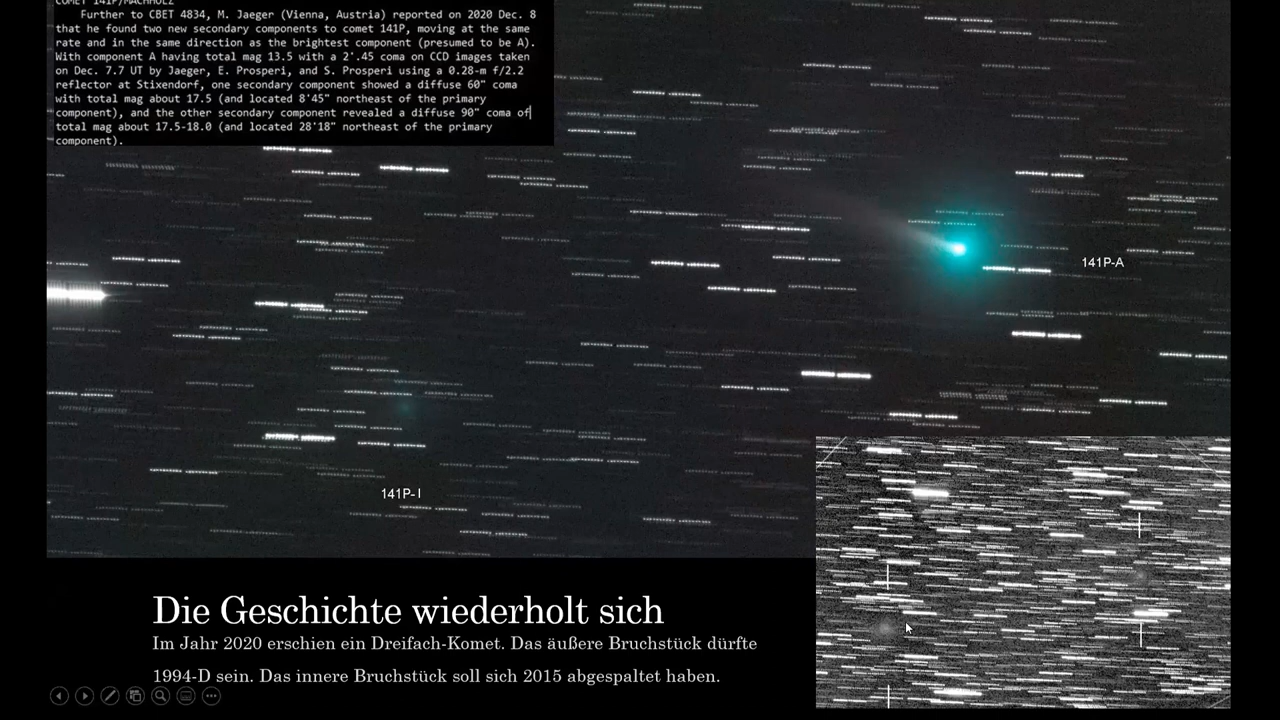 COMET 141P/MACHHOLZ
Further to CBET 4834, M. Jaeger (Vienna, Austria) reported on 2020 Dec. 8
that he found two new secondary components to comet 141P, moving at the same
rate and in the same direction as the brightest component (presumed to be A).
With component A having total mag 13.5 with a 2'.45 coma on CCD images taken
on Dec. 7.7 UT by Jaeger, E. Prosperi, and S. Prosperi using a 0.28-m f/2.2
reflector at Stixendorf, one secondary component showed a diffuse 60" coma
with total mag about 17.5 (and located 8'45" northeast of the primary
component), and the other secondary component revealed a diffuse 90" coma of
total mag about 17.5-18.0 (and located 28'18" northeast of the primary
component).
141P-A
141P-I
Die Geschichte wiederholt sich
Im Jahr 2020 erschien ein Dreifach-Komet. Das äußere Bruchstück dürfte
sein. Das innere Bruchstück soll sich 2015 abgespaltet haben.